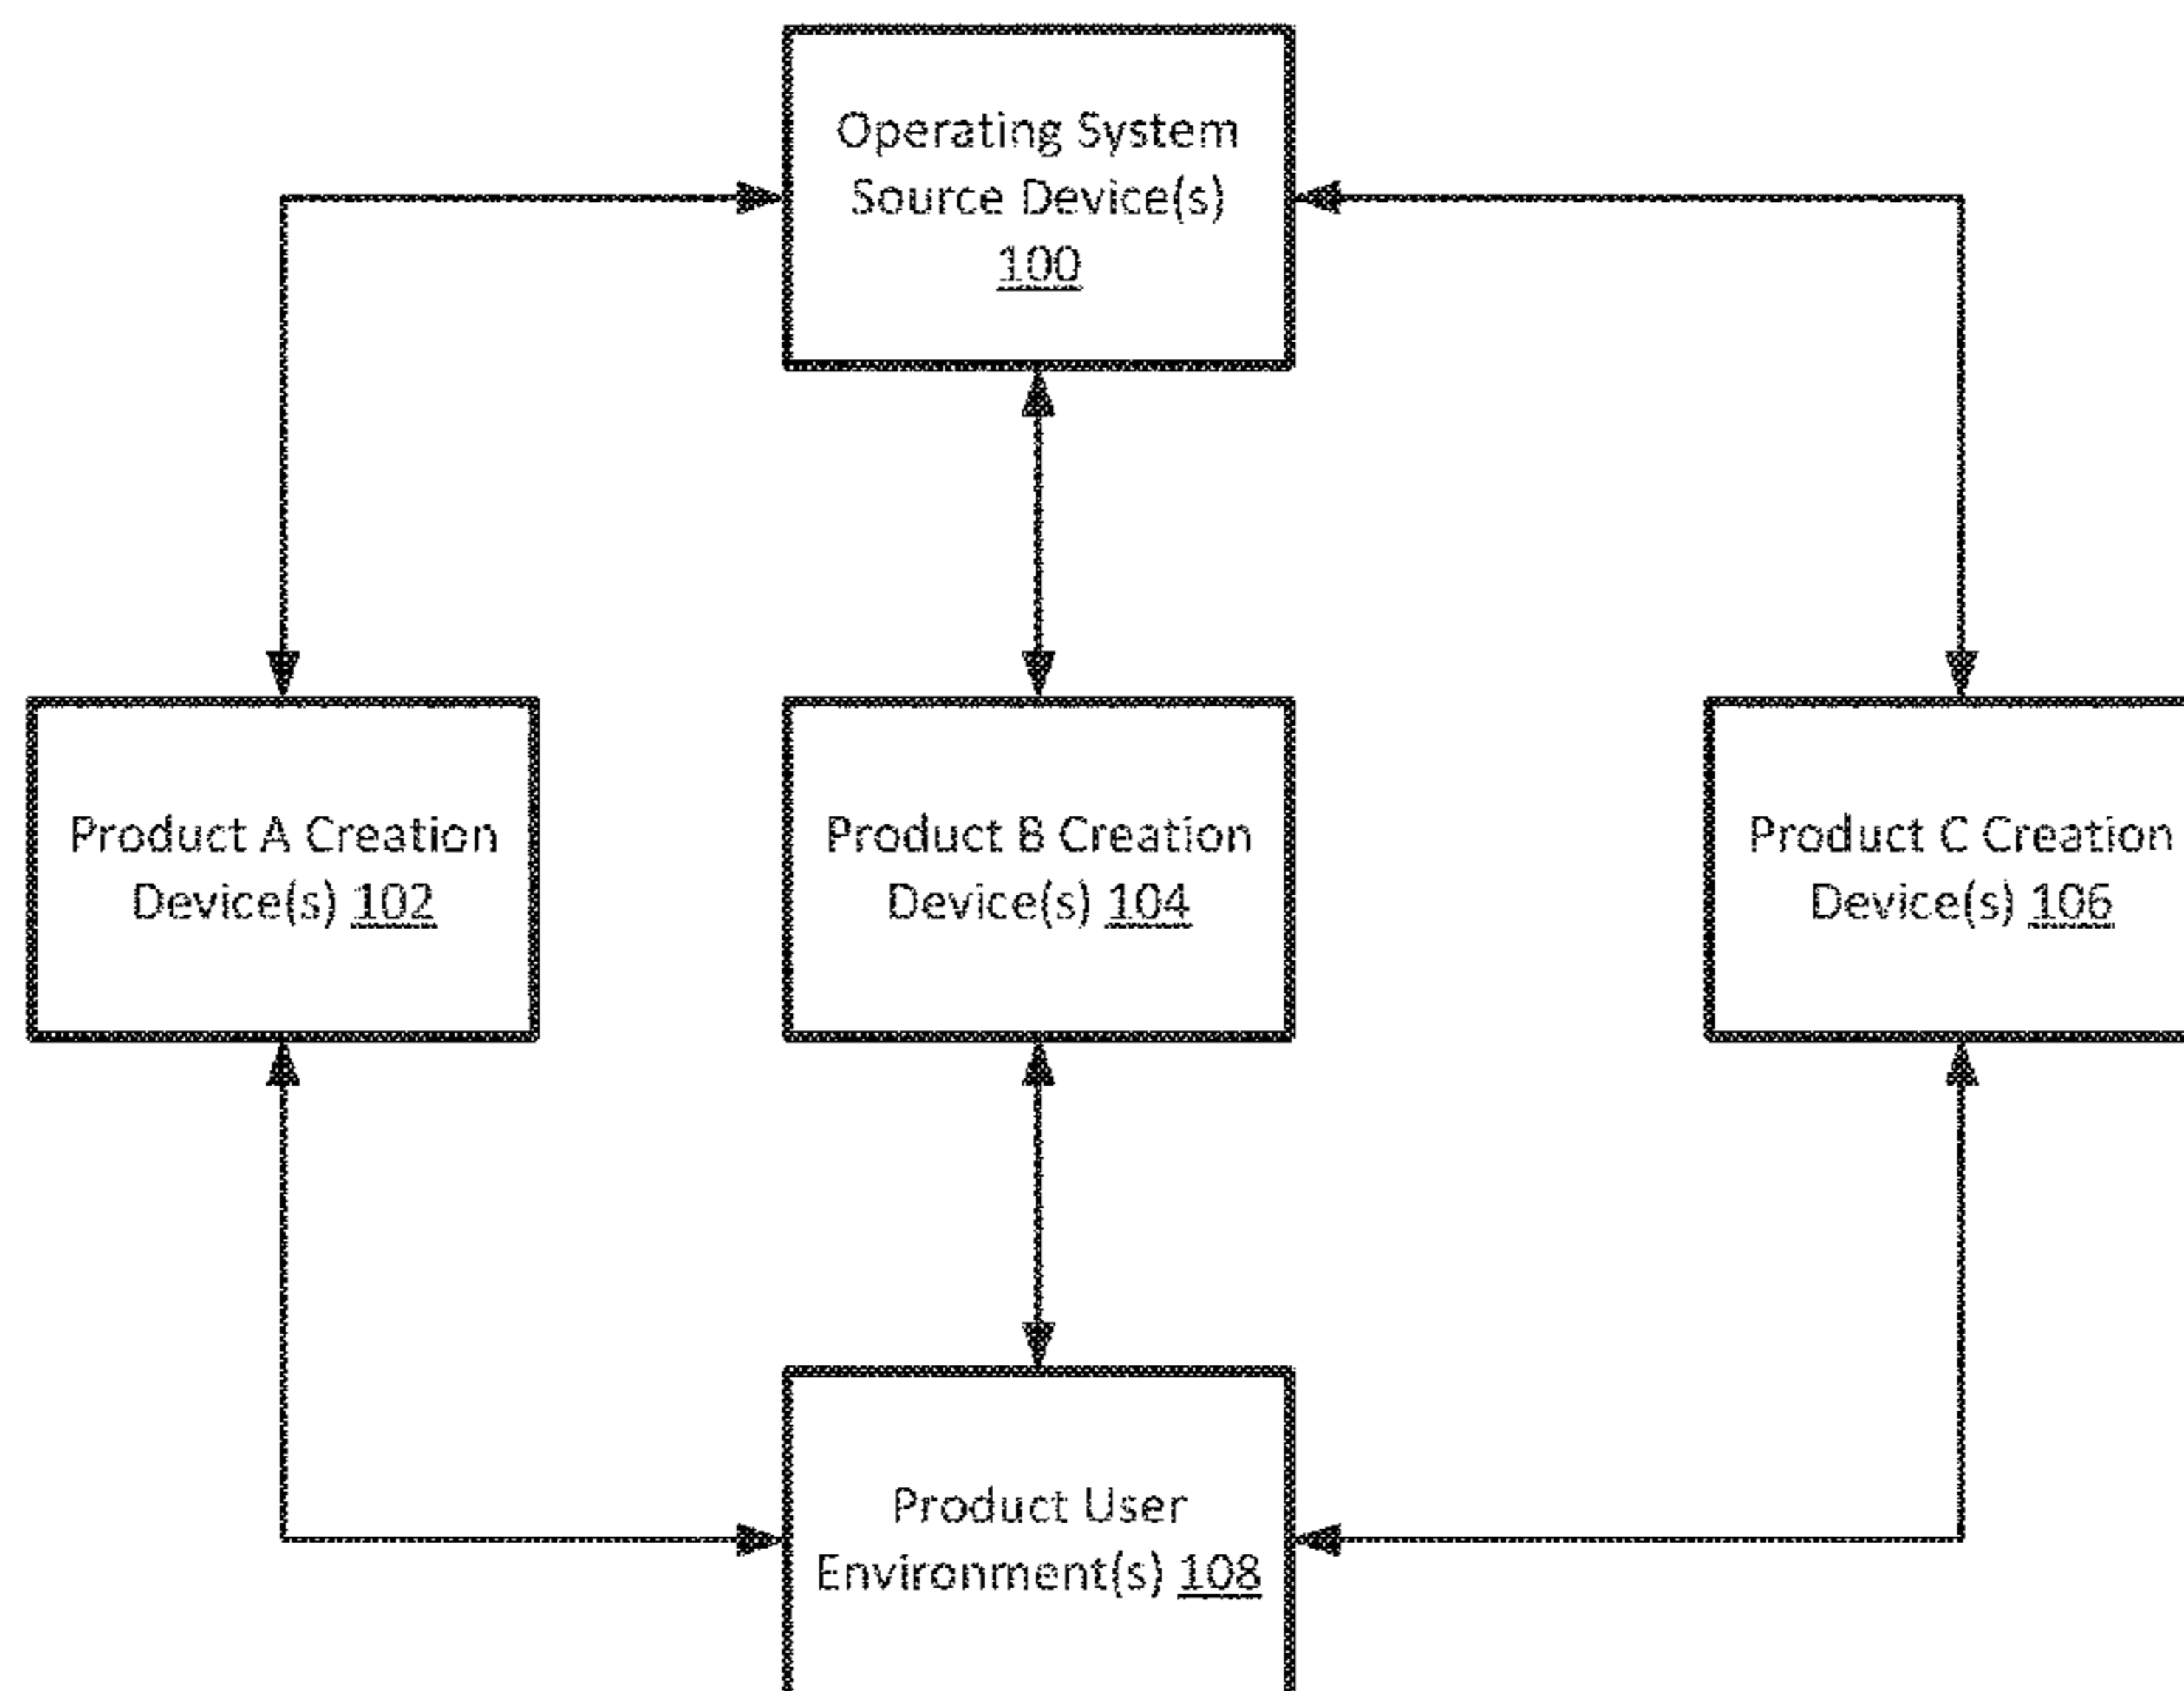 Operating System
Source Device(s)
100
Product A Creation
Device(s) 102
Product B Creation
Device(s) 104
Product C Creation
Device(s) 106
Product User
Environment(s) 108